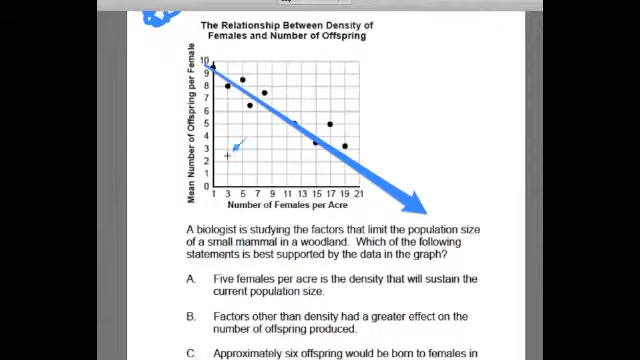 The Relationship Between Density of
Females and Number of Offspring
Mean Number of Offspring per Female
10
9
8
7
6
5
4
3
2
1
0
1 3 5 7 9 11 13 15 17 19 21
Number of Females per Acre
A biologist is studying the factors that limit the population size
of a small mammal in a woodland. Which of the following
statements is best supported by the data in the graph?
A. Five females per acre is the density that will sustain the
current population size.
B. Factors other than density had a greater effect on the
number of offspring produced.
C. Approximately six offspring would be born to females in